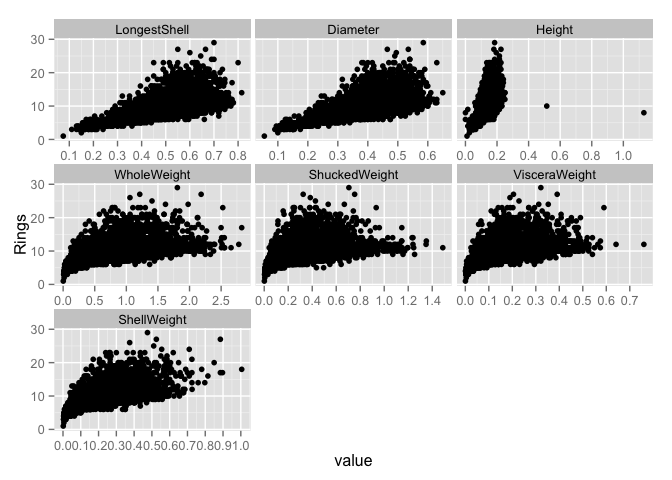 LongestShell Diameter Height
30
20
10
0
0.1 0.2 0.3 0.4 0.5 0.6 0.7 0.8 0.1 0.2 0.3 0.4 0.5 0.6 0.0 0.2 0.4 0.6 0.8 1.0
WholeWeight ShuckedWeight VisceraWeight
30
20
10
0
0.0 0.5 1.0 1.5 2.0 2.5 0.0 0.2 0.4 0.6 0.8 1.0 1.2 1.4 0.0 0.1 0.2 0.3 0.4 0.5 0.6 0.7
ShellWeight
30
20
10
0
0.00.10.20.30.40.50.60.70.80.91.0
Rings
value